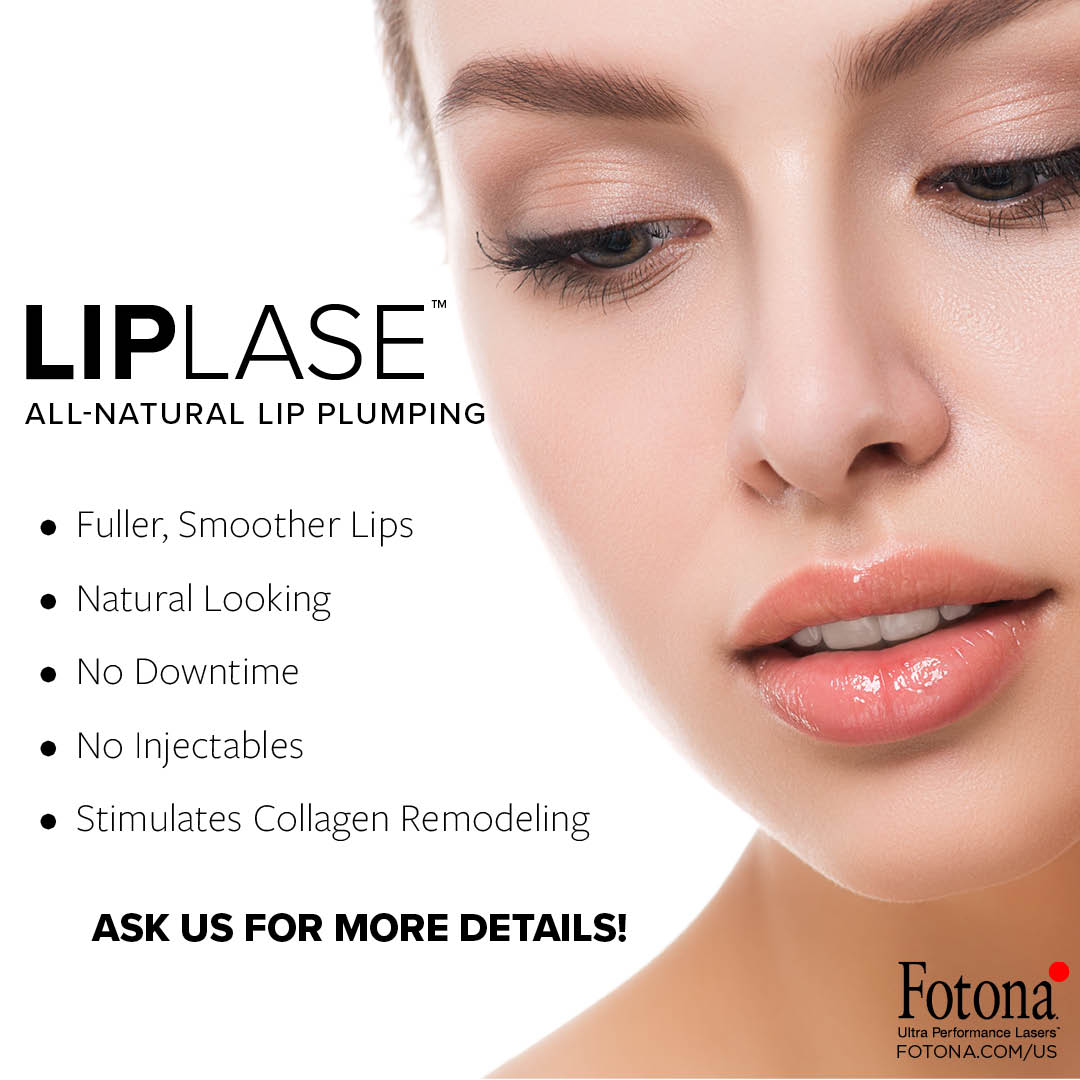 LIPLASE™
ALL-NATURAL LIP PLUMPING
• Fuller, Smoother Lips
• Natural Looking
• No Downtime
• No Injectables
• Stimulates Collagen Remodeling
ASK US FOR MORE DETAILS!
Fotona
Ultra Performance Lasers™
FOTONA.COM/US